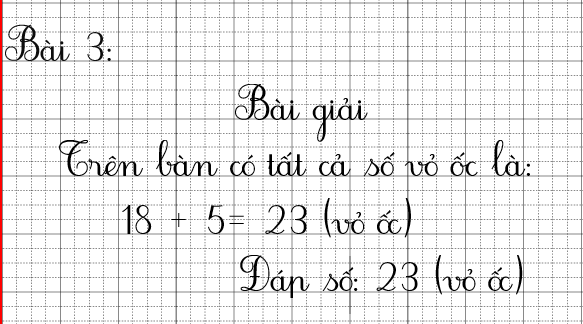 Bài 3:
Bài giải
Trên bàn có tất cả số vỏ ốc là:
18 + 5= 23 (vỏ ốc)
Đáp số: 23 (vỏ ốc)